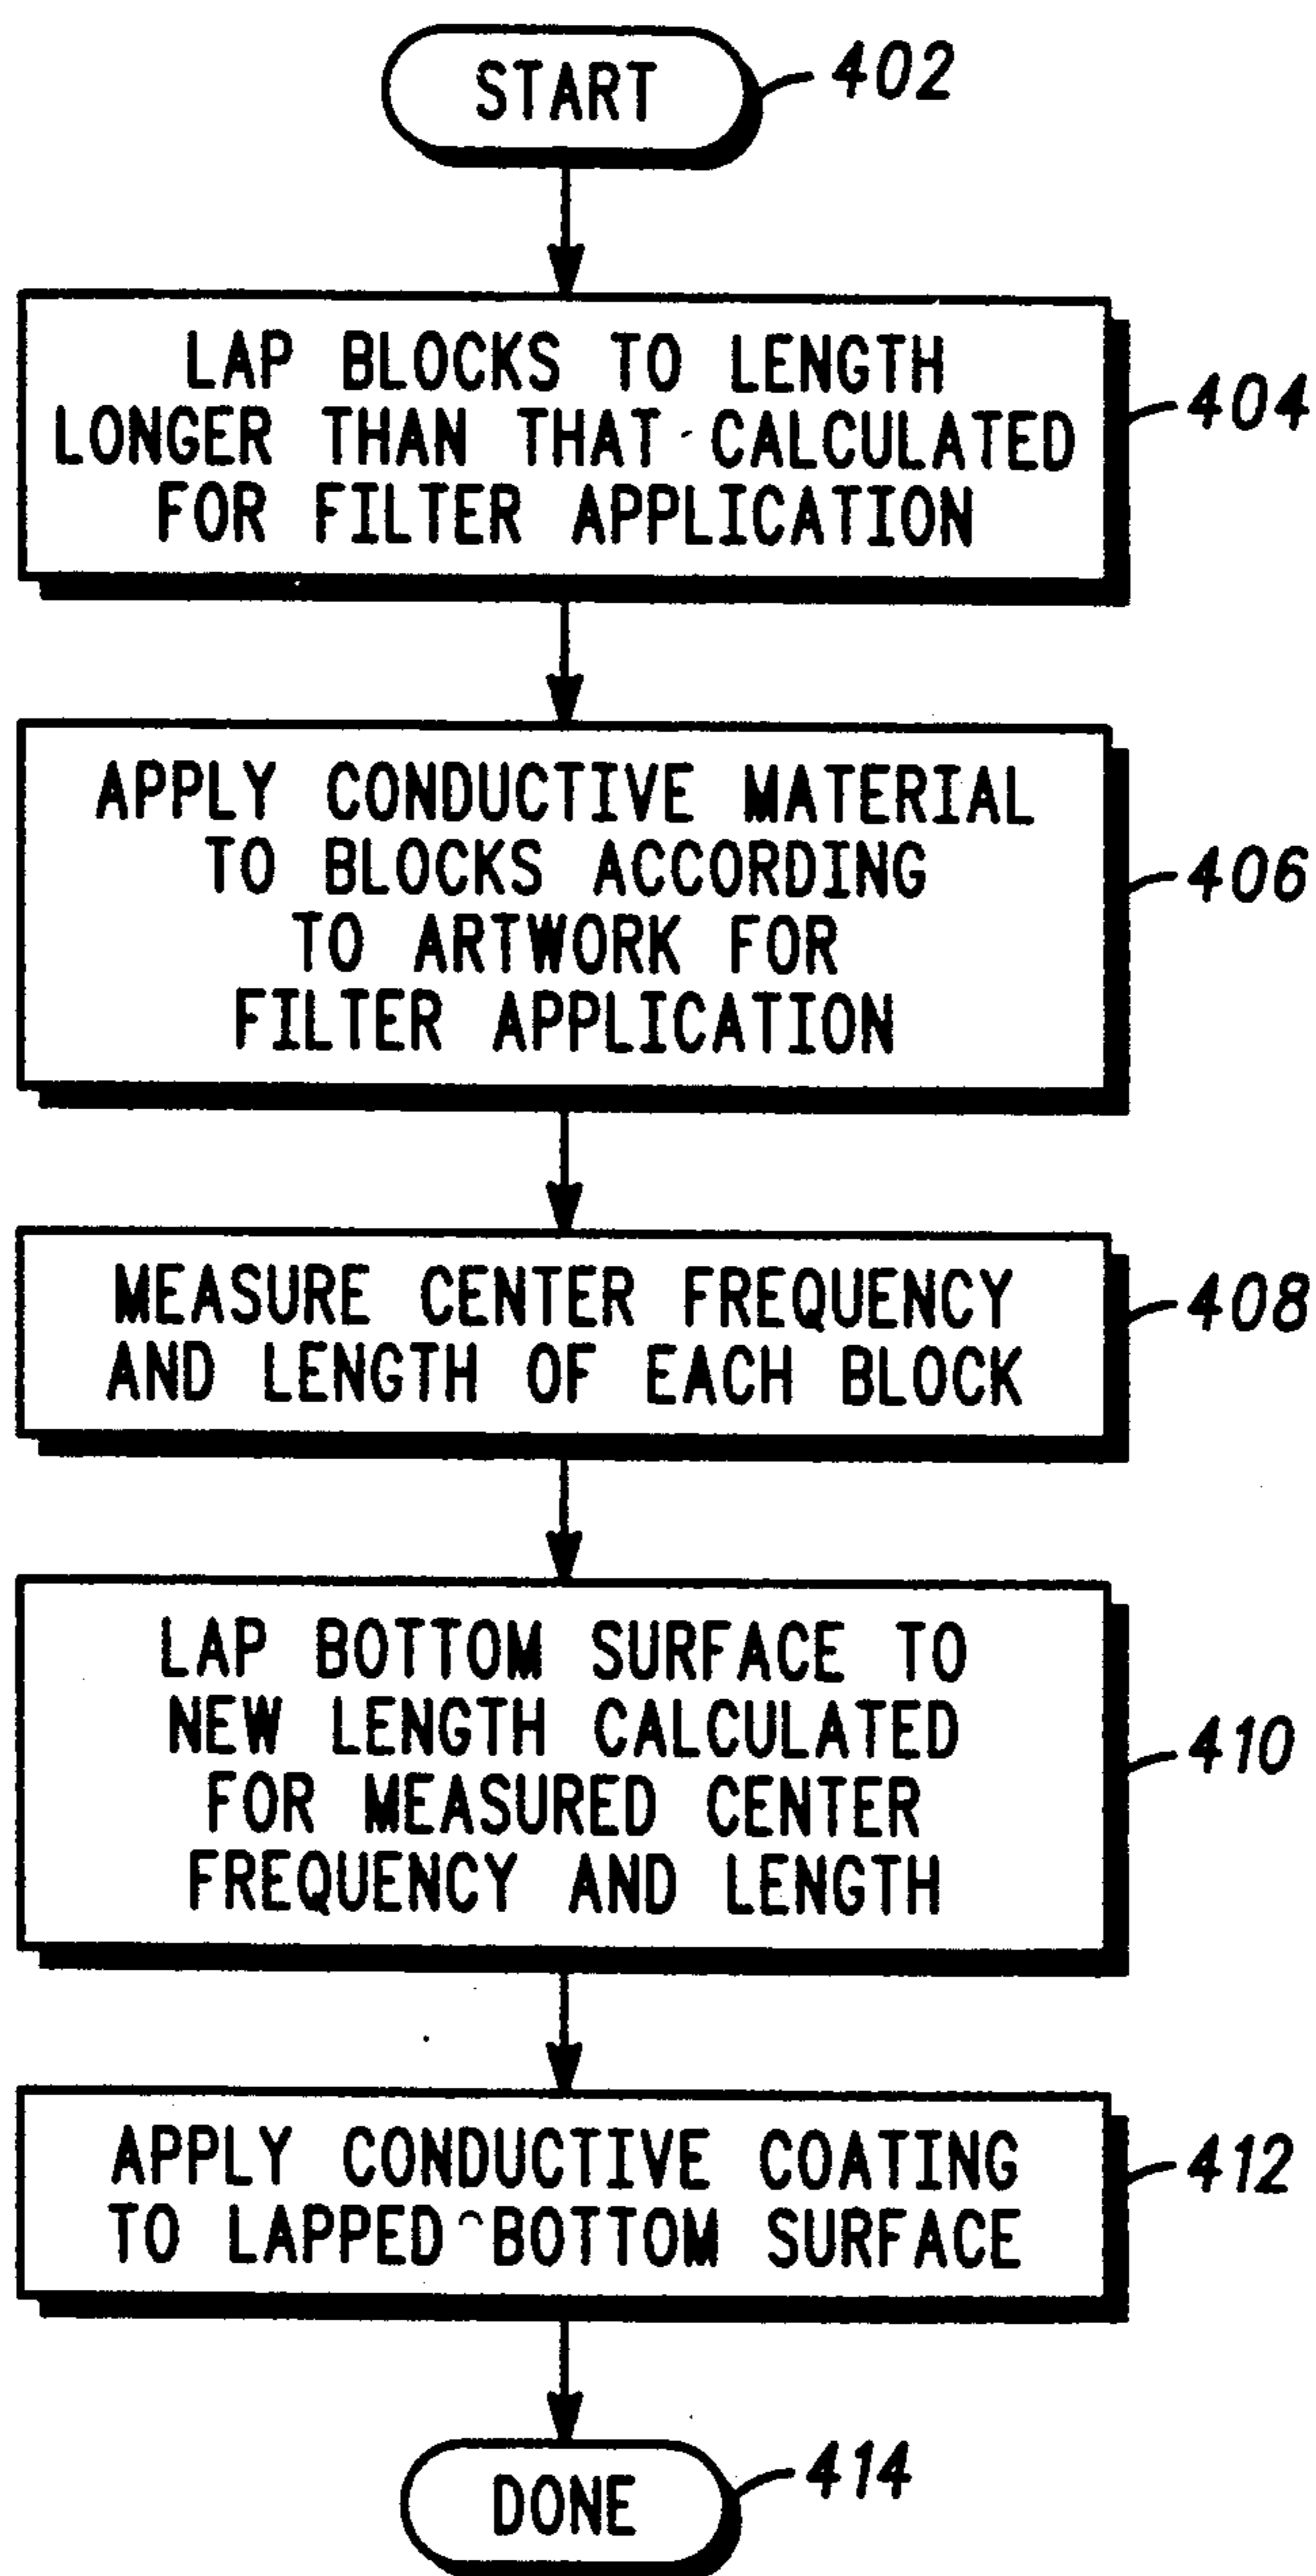 START
402
LAP BLOCKS TO LENGTH
LONGER THAN THAT CALCULATED
FOR FILTER APPLICATION
404
APPLY CONDUCTIVE MATERIAL
TO BLOCKS ACCORDING
TO ARTWORK FOR
FILTER APPLICATION
406
MEASURE CENTER FREQUENCY
AND LENGTH OF EACH BLOCK
408
LAP BOTTOM SURFACE TO
NEW LENGTH CALCULATED
FOR MEASURED CENTER
FREQUENCY AND LENGTH
410
APPLY CONDUCTIVE COATING
TO LAPPED BOTTOM SURFACE
412
DONE
414